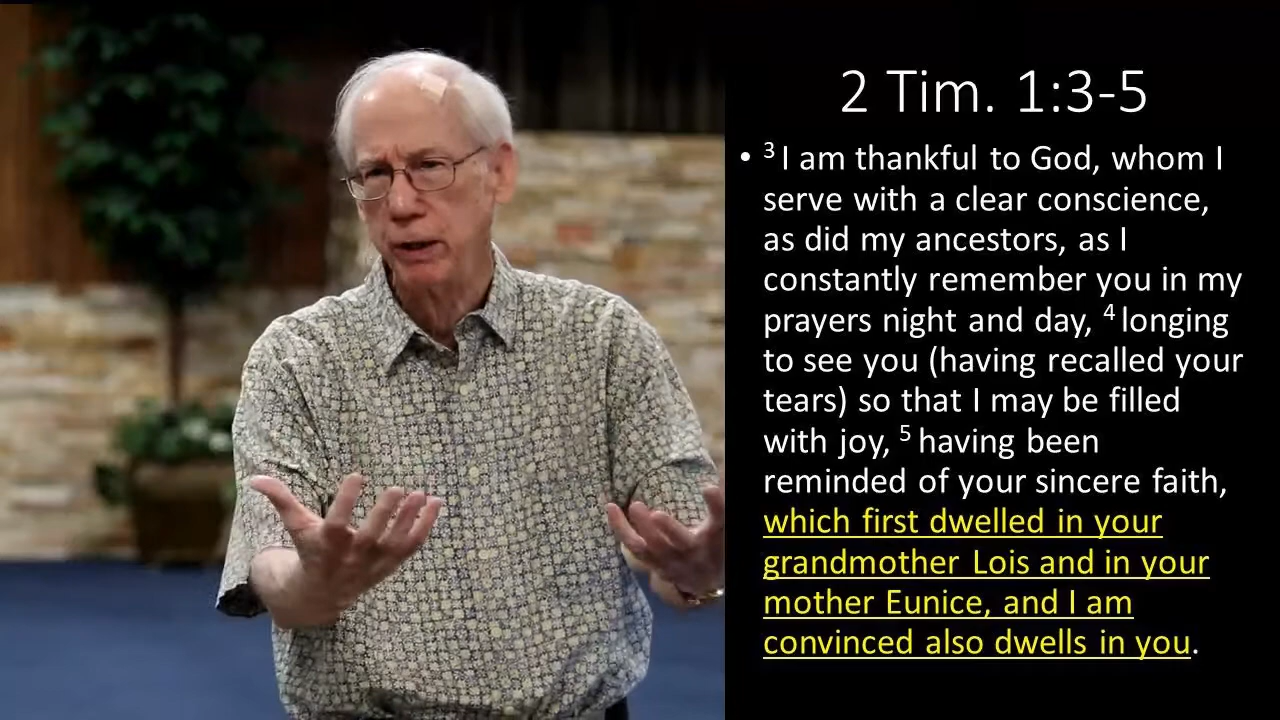 2 Tim. 1:3-5
• ³ I am thankful to God, whom I
serve with a clear conscience,
as did my ancestors, as I
constantly remember you in my
prayers night and day, ⁴ longing
to see you (having recalled your
tears) so that I may be filled
with joy, ⁵ having been
reminded of your sincere faith,
which first dwelled in your
grandmother Lois and in your
mother Eunice, and I am
convinced also dwells in you.